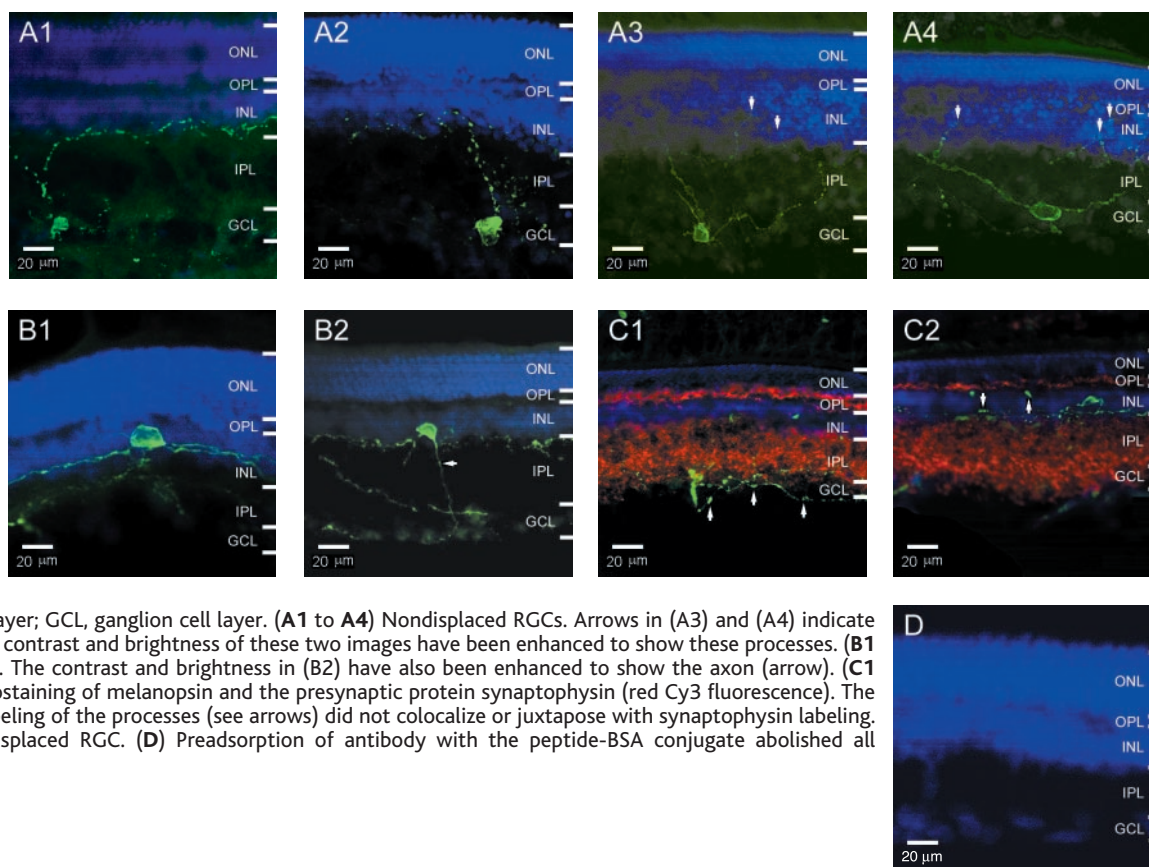 A1
ONL
OPL
INL
IPL
GCL
20 µm
A2
ONL
OPL
INL
IPL
GCL
20 µm
A3
ONL
OPL
INL
IPL
GCL
20 µm
A4
ONL
OPL
INL
IPL
GCL
20 µm
B1
ONL
OPL
INL
IPL
GCL
20 µm
B2
ONL
OPL
INL
IPL
GCL
20 µm
C1
ONL
OPL
INL
IPL
GCL
20 µm
C2
ONL
OPL
INL
IPL
GCL
20 µm
ayer; GCL, ganglion cell layer. (A1 to A4) Nondisplaced RGCs. Arrows in (A3) and (A4) indicate
contrast and brightness of these two images have been enhanced to show these processes. (B1
. The contrast and brightness in (B2) have also been enhanced to show the axon (arrow). (C1
ostaining of melanopsin and the presynaptic protein synaptophysin (red Cy3 fluorescence). The
eling of the processes (see arrows) did not colocalize or juxtapose with synaptophysin labeling.
splaced RGC. (D) Preadsorption of antibody with the peptide-BSA conjugate abolished all
D
ONL
OPL
INL
IPL
GCL
20 µm